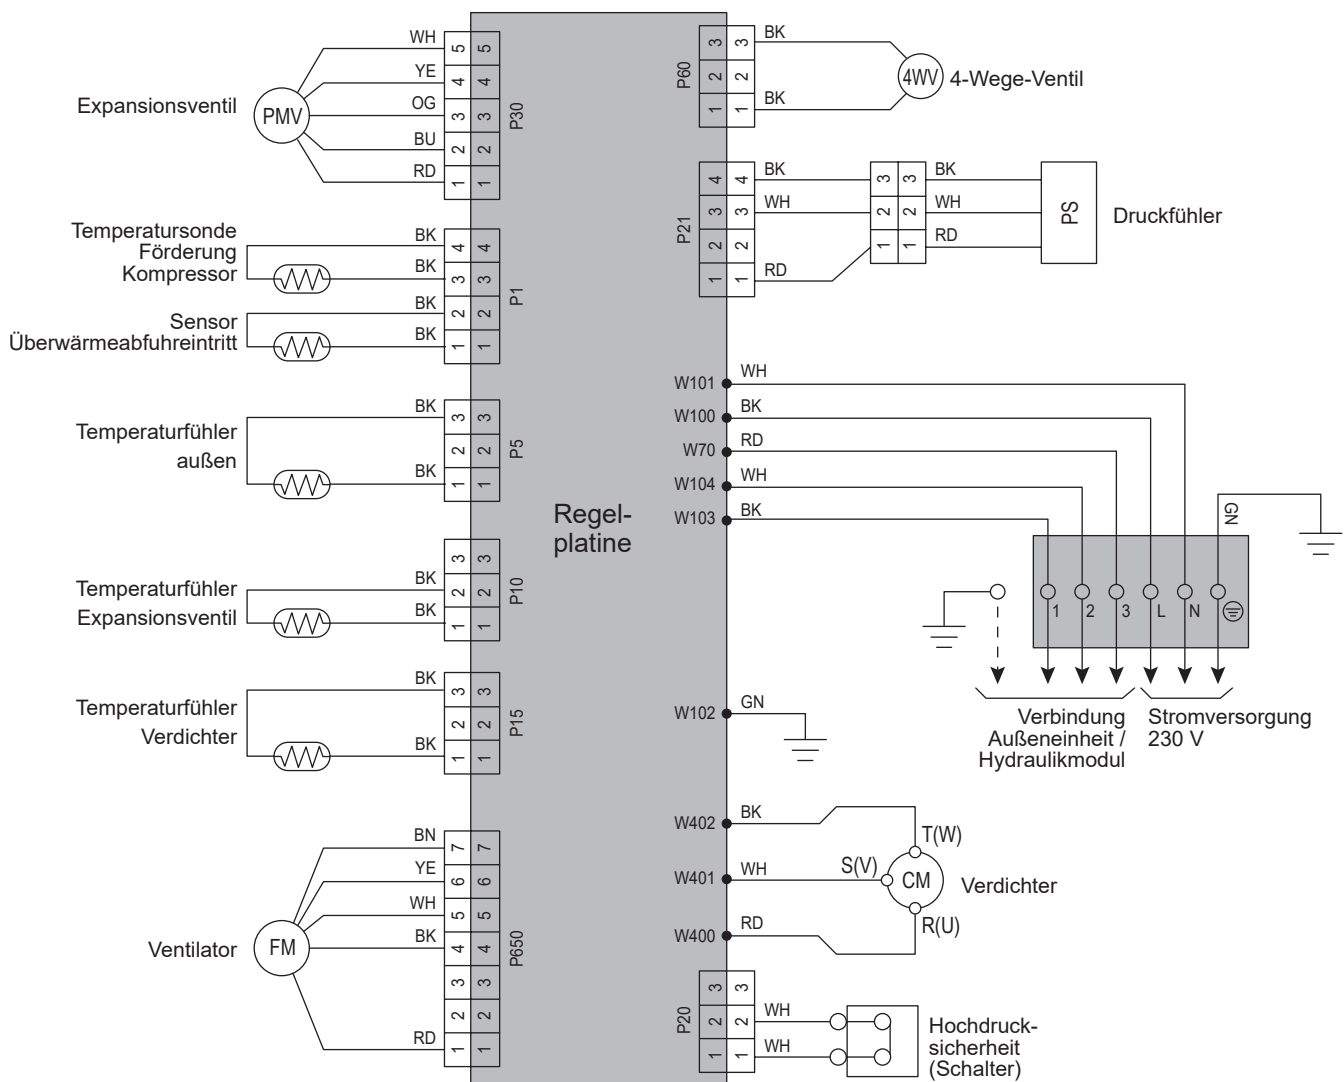 WH
5 5
YE
4 4
Expansionsventil
PMV
OG
3 3
P30
BU
2 2
RD
1 1
Temperatursonde
Förderung
Kompressor
BK
4 4
BK
3 3
P1
Sensor
Überwärmeabfuhreintritt
BK
2 2
BK
1 1
Temperaturfühler
außen
BK
3 3
2 2
P5
BK
1 1
Temperaturfühler
Expansionsventil
3 3
BK
2 2
P10
BK
1 1
Temperaturfühler
Verdichter
BK
3 3
2 2
P15
BK
1 1
Ventilator
FM
BN
7 7
YE
6 6
WH
5 5
BK
4 4
P650
3 3
2 2
RD
1 1
Regel-
platine
P60
3 3
BK
2 2
1 1
BK
4WV
4-Wege-Ventil
P21
4 4
BK
3 3
BK
3 3
WH
2 2
WH
2 2
1 1
RD
1 1
RD
PS
Druckfühler
W101
WH
W100
BK
W70
RD
W104
WH
W103
BK
GN
1
2
3
L
N
Verbindung
Außeneinheit /
Hydraulikmodul
Stromversorgung
230 V
W102
GN
W402
BK
T(W)
W401
WH
S(V)
CM
Verdichter
W400
RD
R(U)
P20
3 3
2 2
WH
1 1
WH
Hochdruck-
sicherheit
(Schalter)